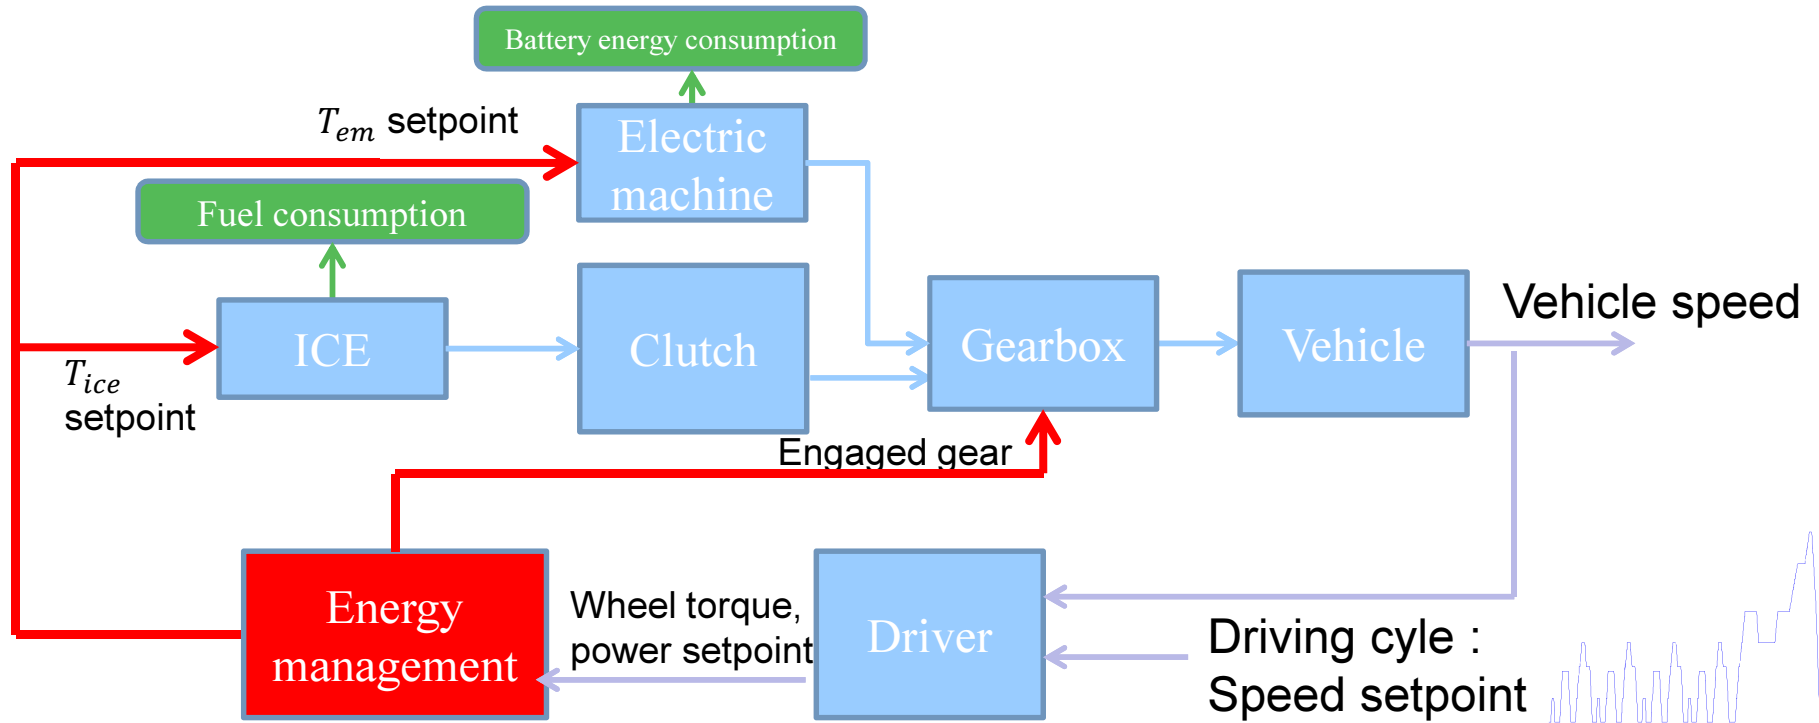 Battery energy consumption
T_em setpoint
Electric
machine
Fuel consumption
ICE
Clutch
Gearbox
Vehicle
Vehicle speed
T_ice
setpoint
Engaged gear
Energy
management
Wheel torque,
power setpoint
Driver
Driving cyle :
Speed setpoint